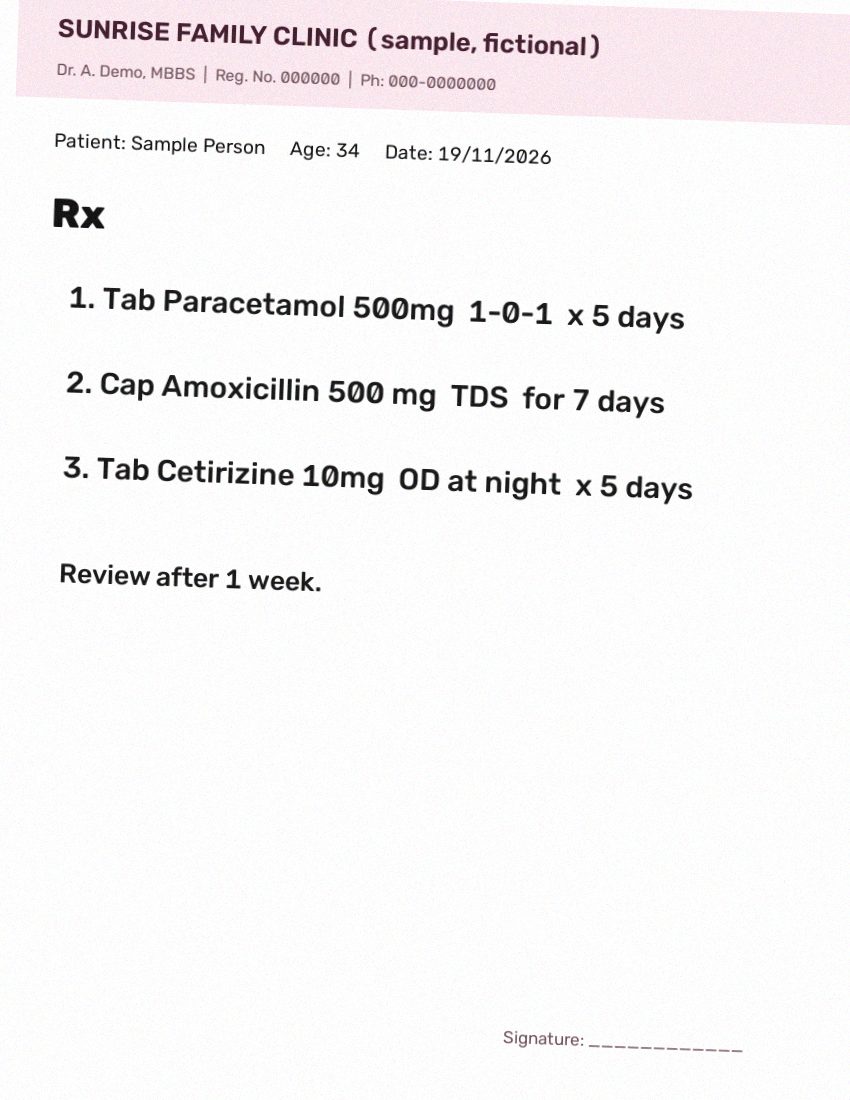 SUNRISE FAMILY CLINIC (sample, fictional)
Dr. A. Demo, MBBS | Reg. No. 000000 | Ph: 000-0000000
Patient: Sample Person Age: 34 Date: 19/11/2026
Rx
1. Tab Paracetamol 500mg 1-0-1 x 5 days
2. Cap Amoxicillin 500 mg TDS for 7 days
3. Tab Cetirizine 10mg OD at night x 5 days
Review after 1 week.
Signature: ____________